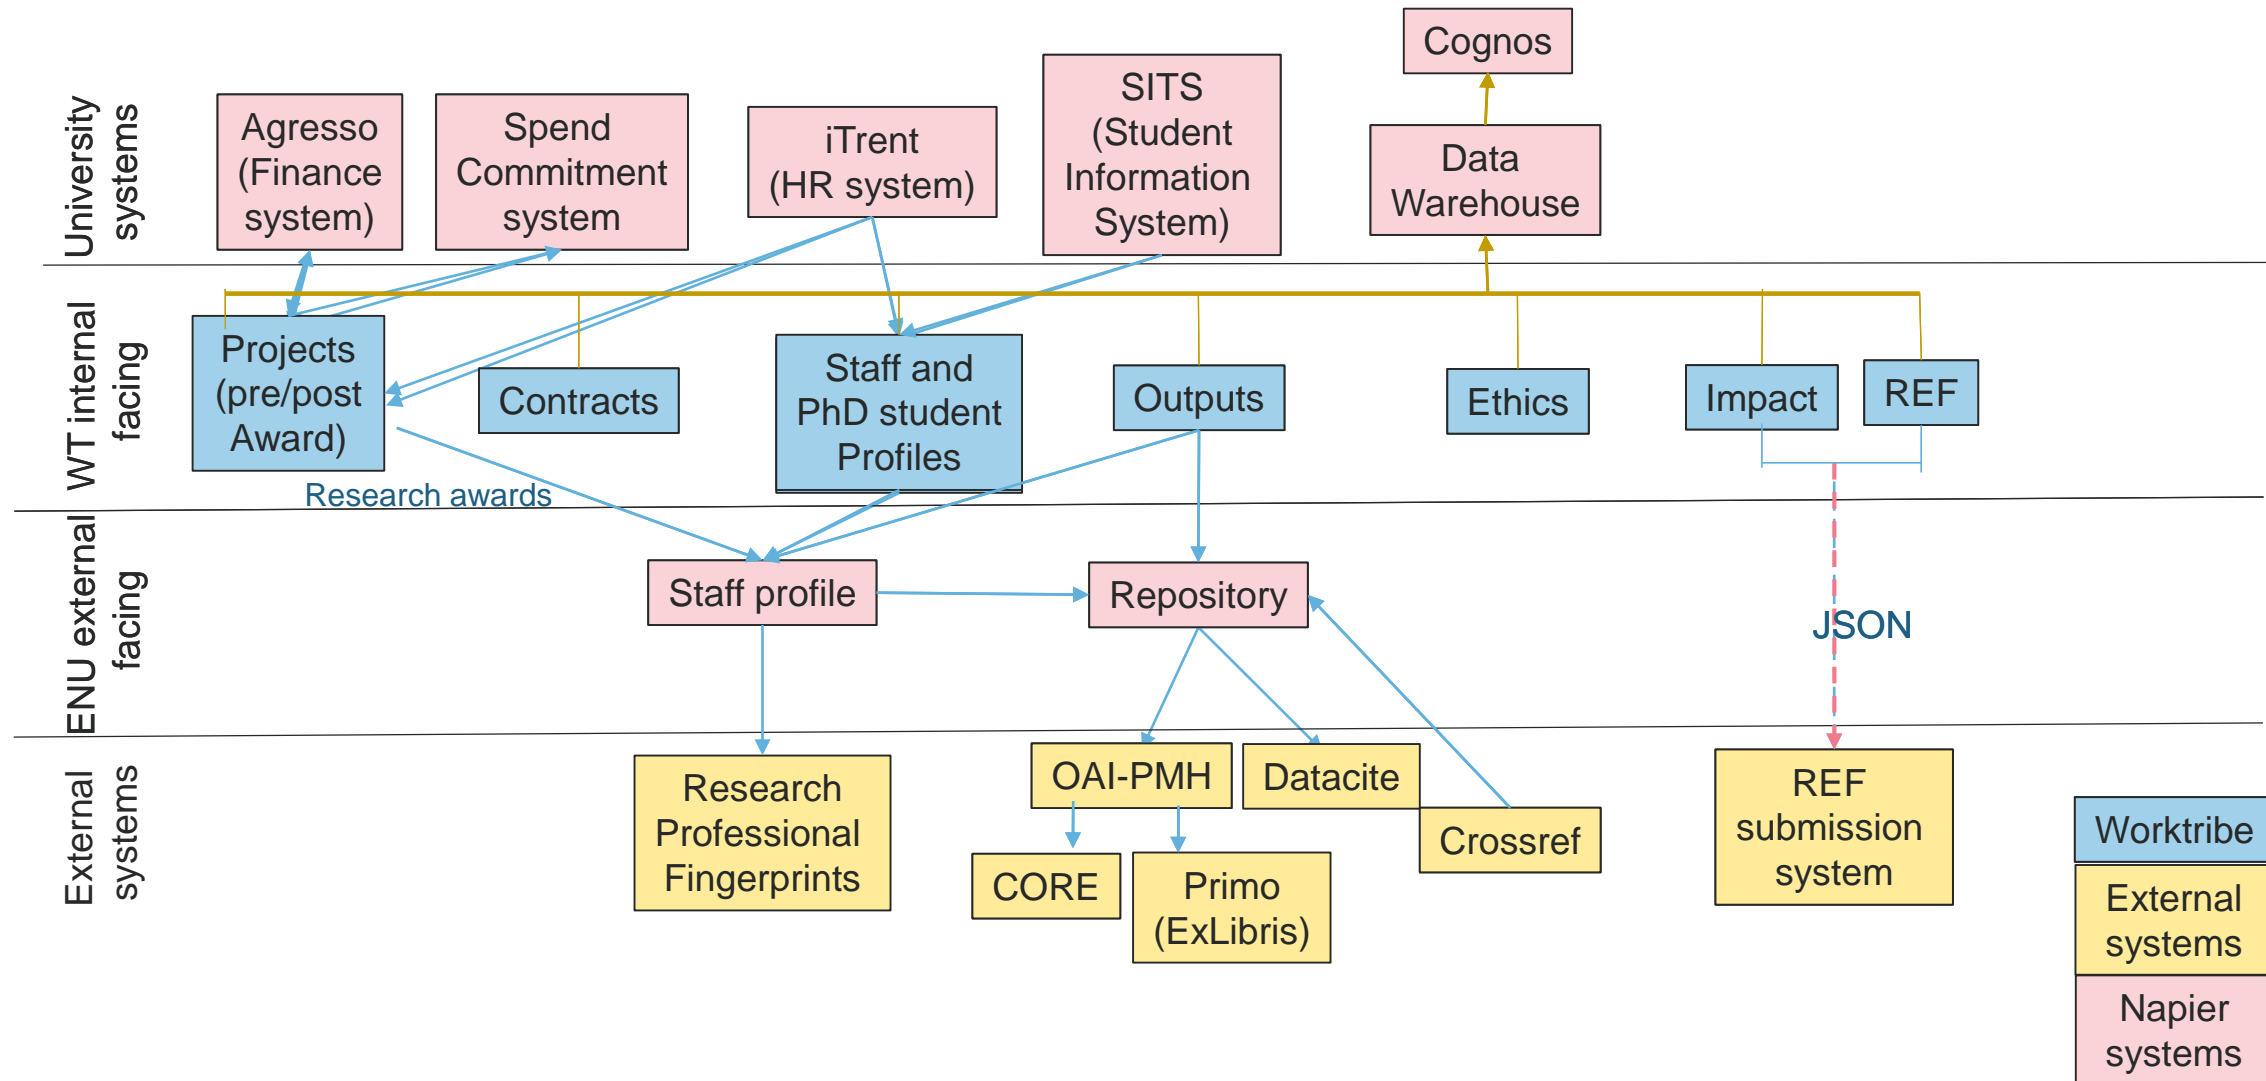 Cognos
University
systems
Agresso
(Finance
system)
Spend
Commitment
system
iTrent
(HR system)
SITS
(Student
Information
System)
Data
Warehouse
WT internal
facing
Projects
(pre/post
Award)
Contracts
Staff and
PhD student
Profiles
Outputs
Ethics
Impact
REF
Research awards
ENU external
facing
Staff profile
Repository
JSON
External
systems
Research
Professional
Fingerprints
OAI-PMH
Datacite
Crossref
CORE
Primo
(ExLibris)
REF
submission
system
Worktribe
External
systems
Napier
systems